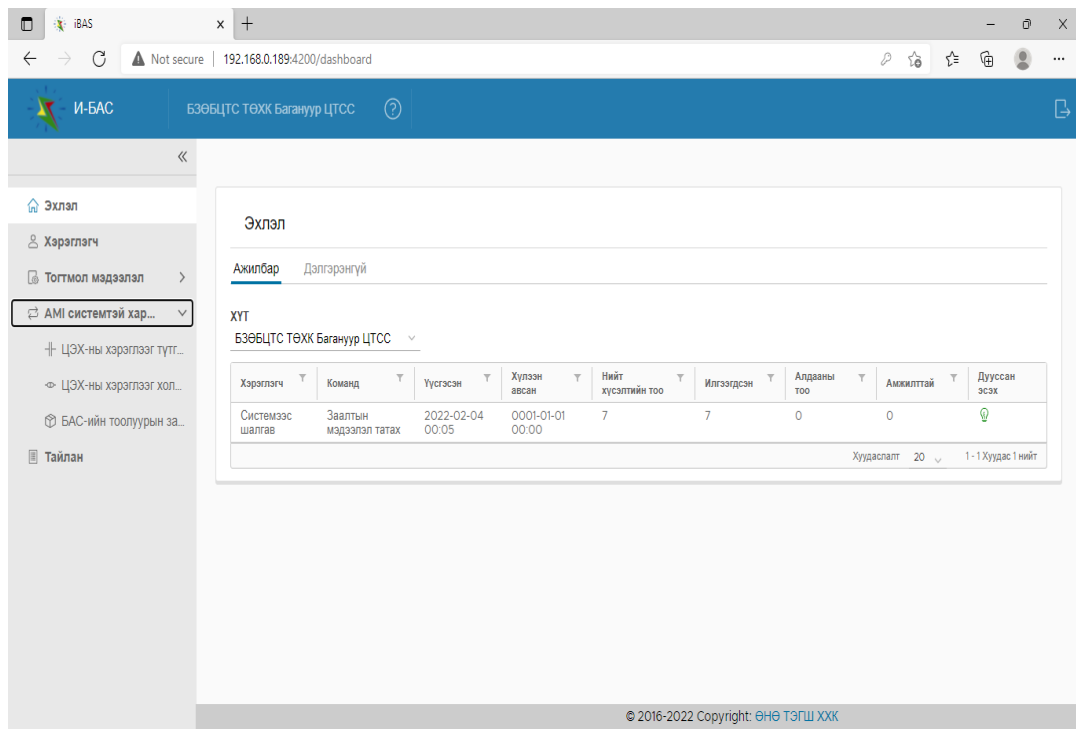 iBAS
Not secure 192.168.0.189:4200/dashboard
И-БАС БЗӨБЦТС ТӨХК Багануур ЦТСС
Эхлэл
Хэрэглэгч
Тогтмол мэдээлэл
AMI системтэй хар...
ЦЭХ-ны хэрэглээг түтг...
ЦЭХ-ны хэрэглээг хол...
БАС-ийн тоолуурын за...
Тайлан
Эхлэл
Ажилбар Дэлгэрэнгүй
ХҮТ
БЗӨБЦТС ТӨХК Багануур ЦТСС
Хэрэглэгч Команд Үүсгэсэн Хүлээн авсан Нийт хүсэлтийн тоо Илгээгдсэн Алдааны тоо Амжилттай Дууссан эсэх
Системээс шалгав Заалтын мэдээлэл татах 2022-02-04 00:05 0001-01-01 00:00 7 7 0 0
Хуудаслалт 20 1 - 1 Хуудас 1 нийт
© 2016-2022 Copyright: ӨНӨ ТЭГШ ХХК